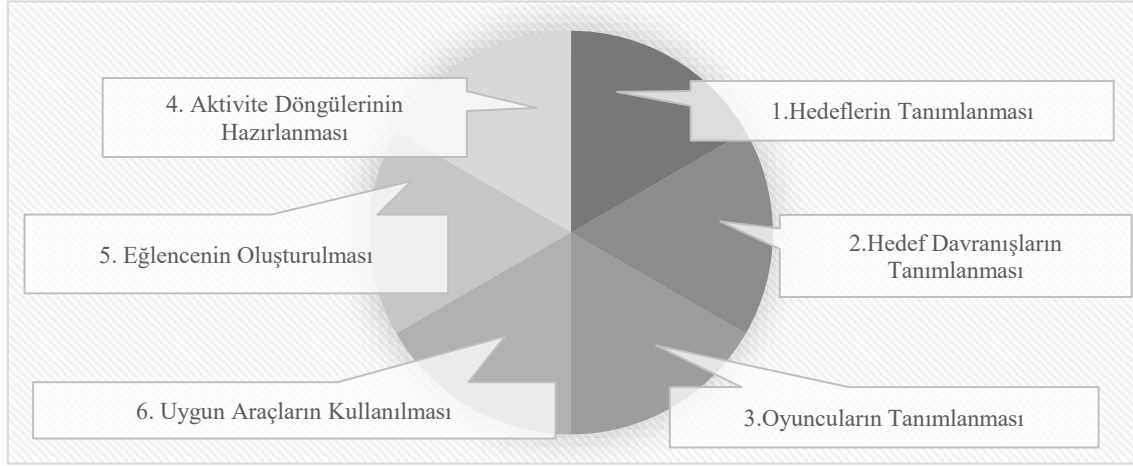 4. Aktivite Döngülerinin
Hazırlanması
1.Hedeflerin Tanımlanması
5. Eğlencenin Oluşturulması
2.Hedef Davranışların
Tanımlanması
6. Uygun Araçların Kullanılması
3.Oyuncuların Tanımlanması